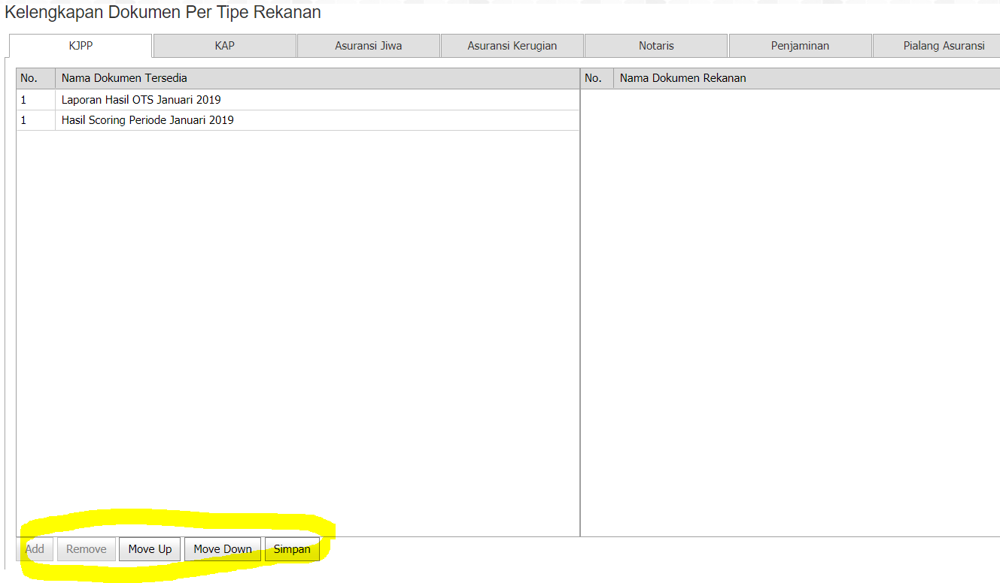 Kelengkapan Dokumen Per Tipe Rekanan
KJPP KAP Asuransi Jiwa Asuransi Kerugian Notaris Penjaminan Pialang Asuransi
No. Nama Dokumen Tersedia No. Nama Dokumen Rekanan
1 Laporan Hasil OTS Januari 2019
1 Hasil Scoring Periode Januari 2019
Add Remove Move Up Move Down Simpan